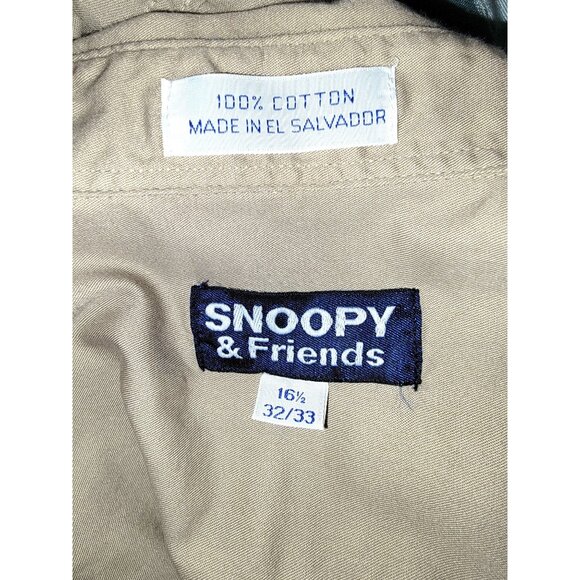 100% COTTON
MADE IN EL SALVADOR
SNOOPY
& Friends
16½
32/33